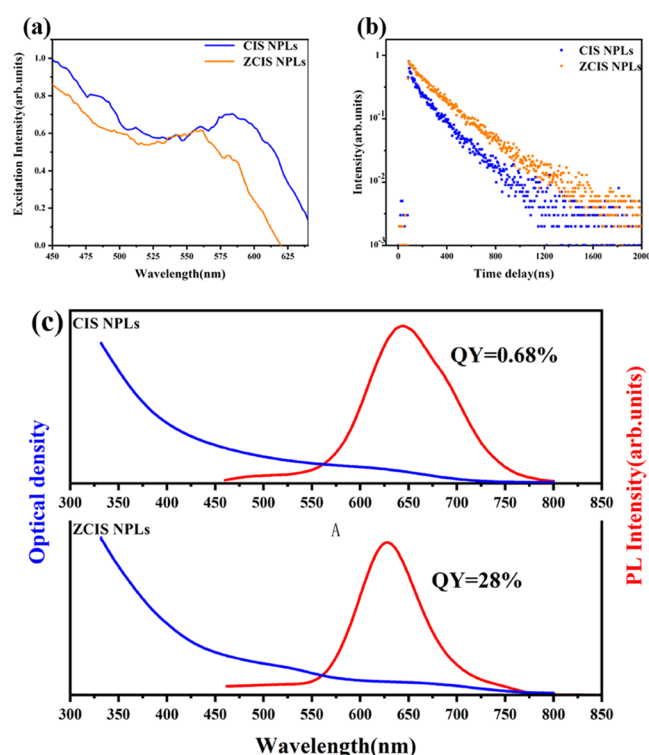 (a)
CIS NPLs
ZCIS NPLs
Excitation Intensity(arb.units)
1.0
0.8
0.6
0.4
0.2
0.0
450 475 500 525 550 575 600 625
Wavelength(nm)
(b)
CIS NPLs
ZCIS NPLs
Intensity(arb.units)
1
10-1
10-2
10-3
0 400 800 1200 1600 2000
Time delay(ns)
(c)
CIS NPLs
QY=0.68%
300 350 400 450 500 550 600 650 700 750 800 850
A
ZCIS NPLs
QY=28%
300 350 400 450 500 550 600 650 700 750 800 850
Optical density
PL Intensity(arb.units)
Wavelength(nm)